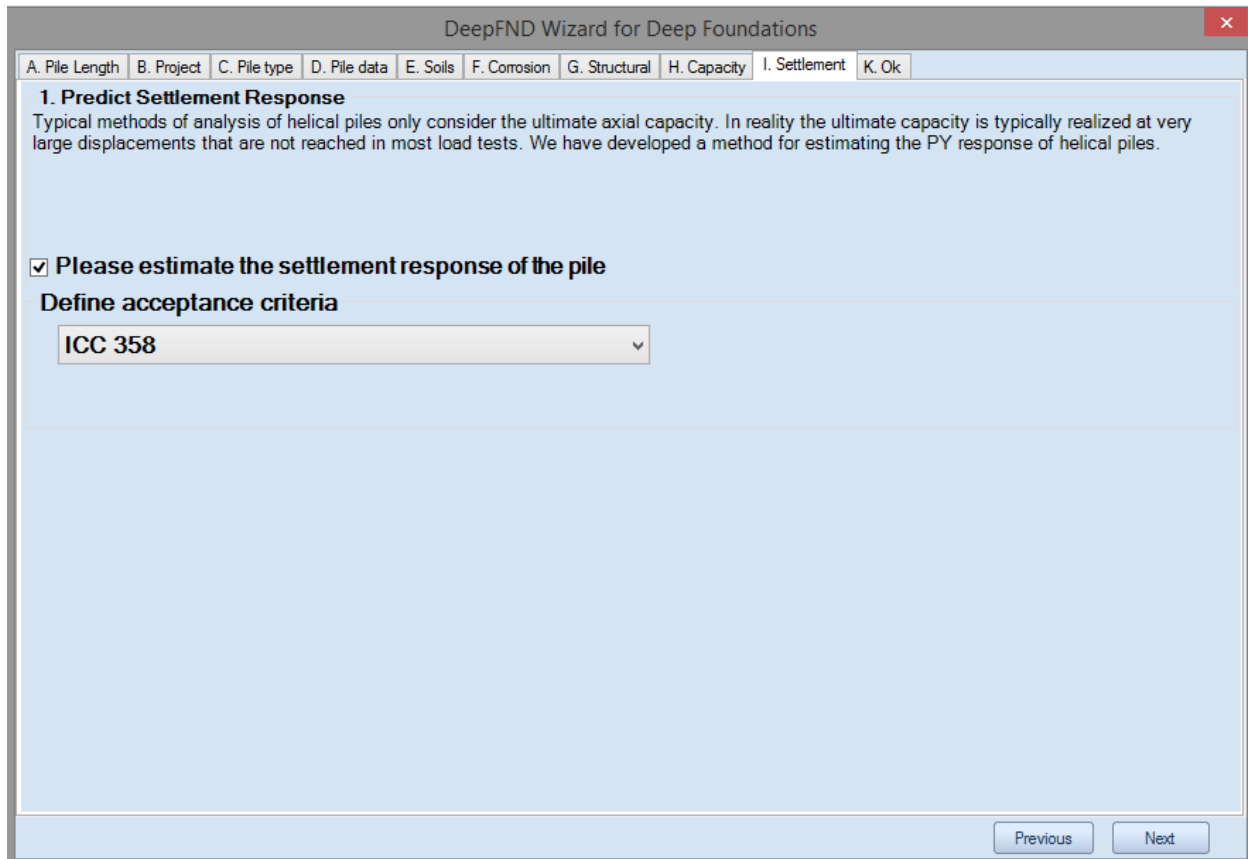 DeepFND Wizard for Deep Foundations
A. Pile Length B. Project C. Pile type D. Pile data E. Soils F. Corrosion G. Structural H. Capacity I. Settlement K. Ok
1. Predict Settlement Response
Typical methods of analysis of helical piles only consider the ultimate axial capacity. In reality the ultimate capacity is typically realized at very
large displacements that are not reached in most load tests. We have developed a method for estimating the PY response of helical piles.
Please estimate the settlement response of the pile
Define acceptance criteria
ICC 358
Previous Next